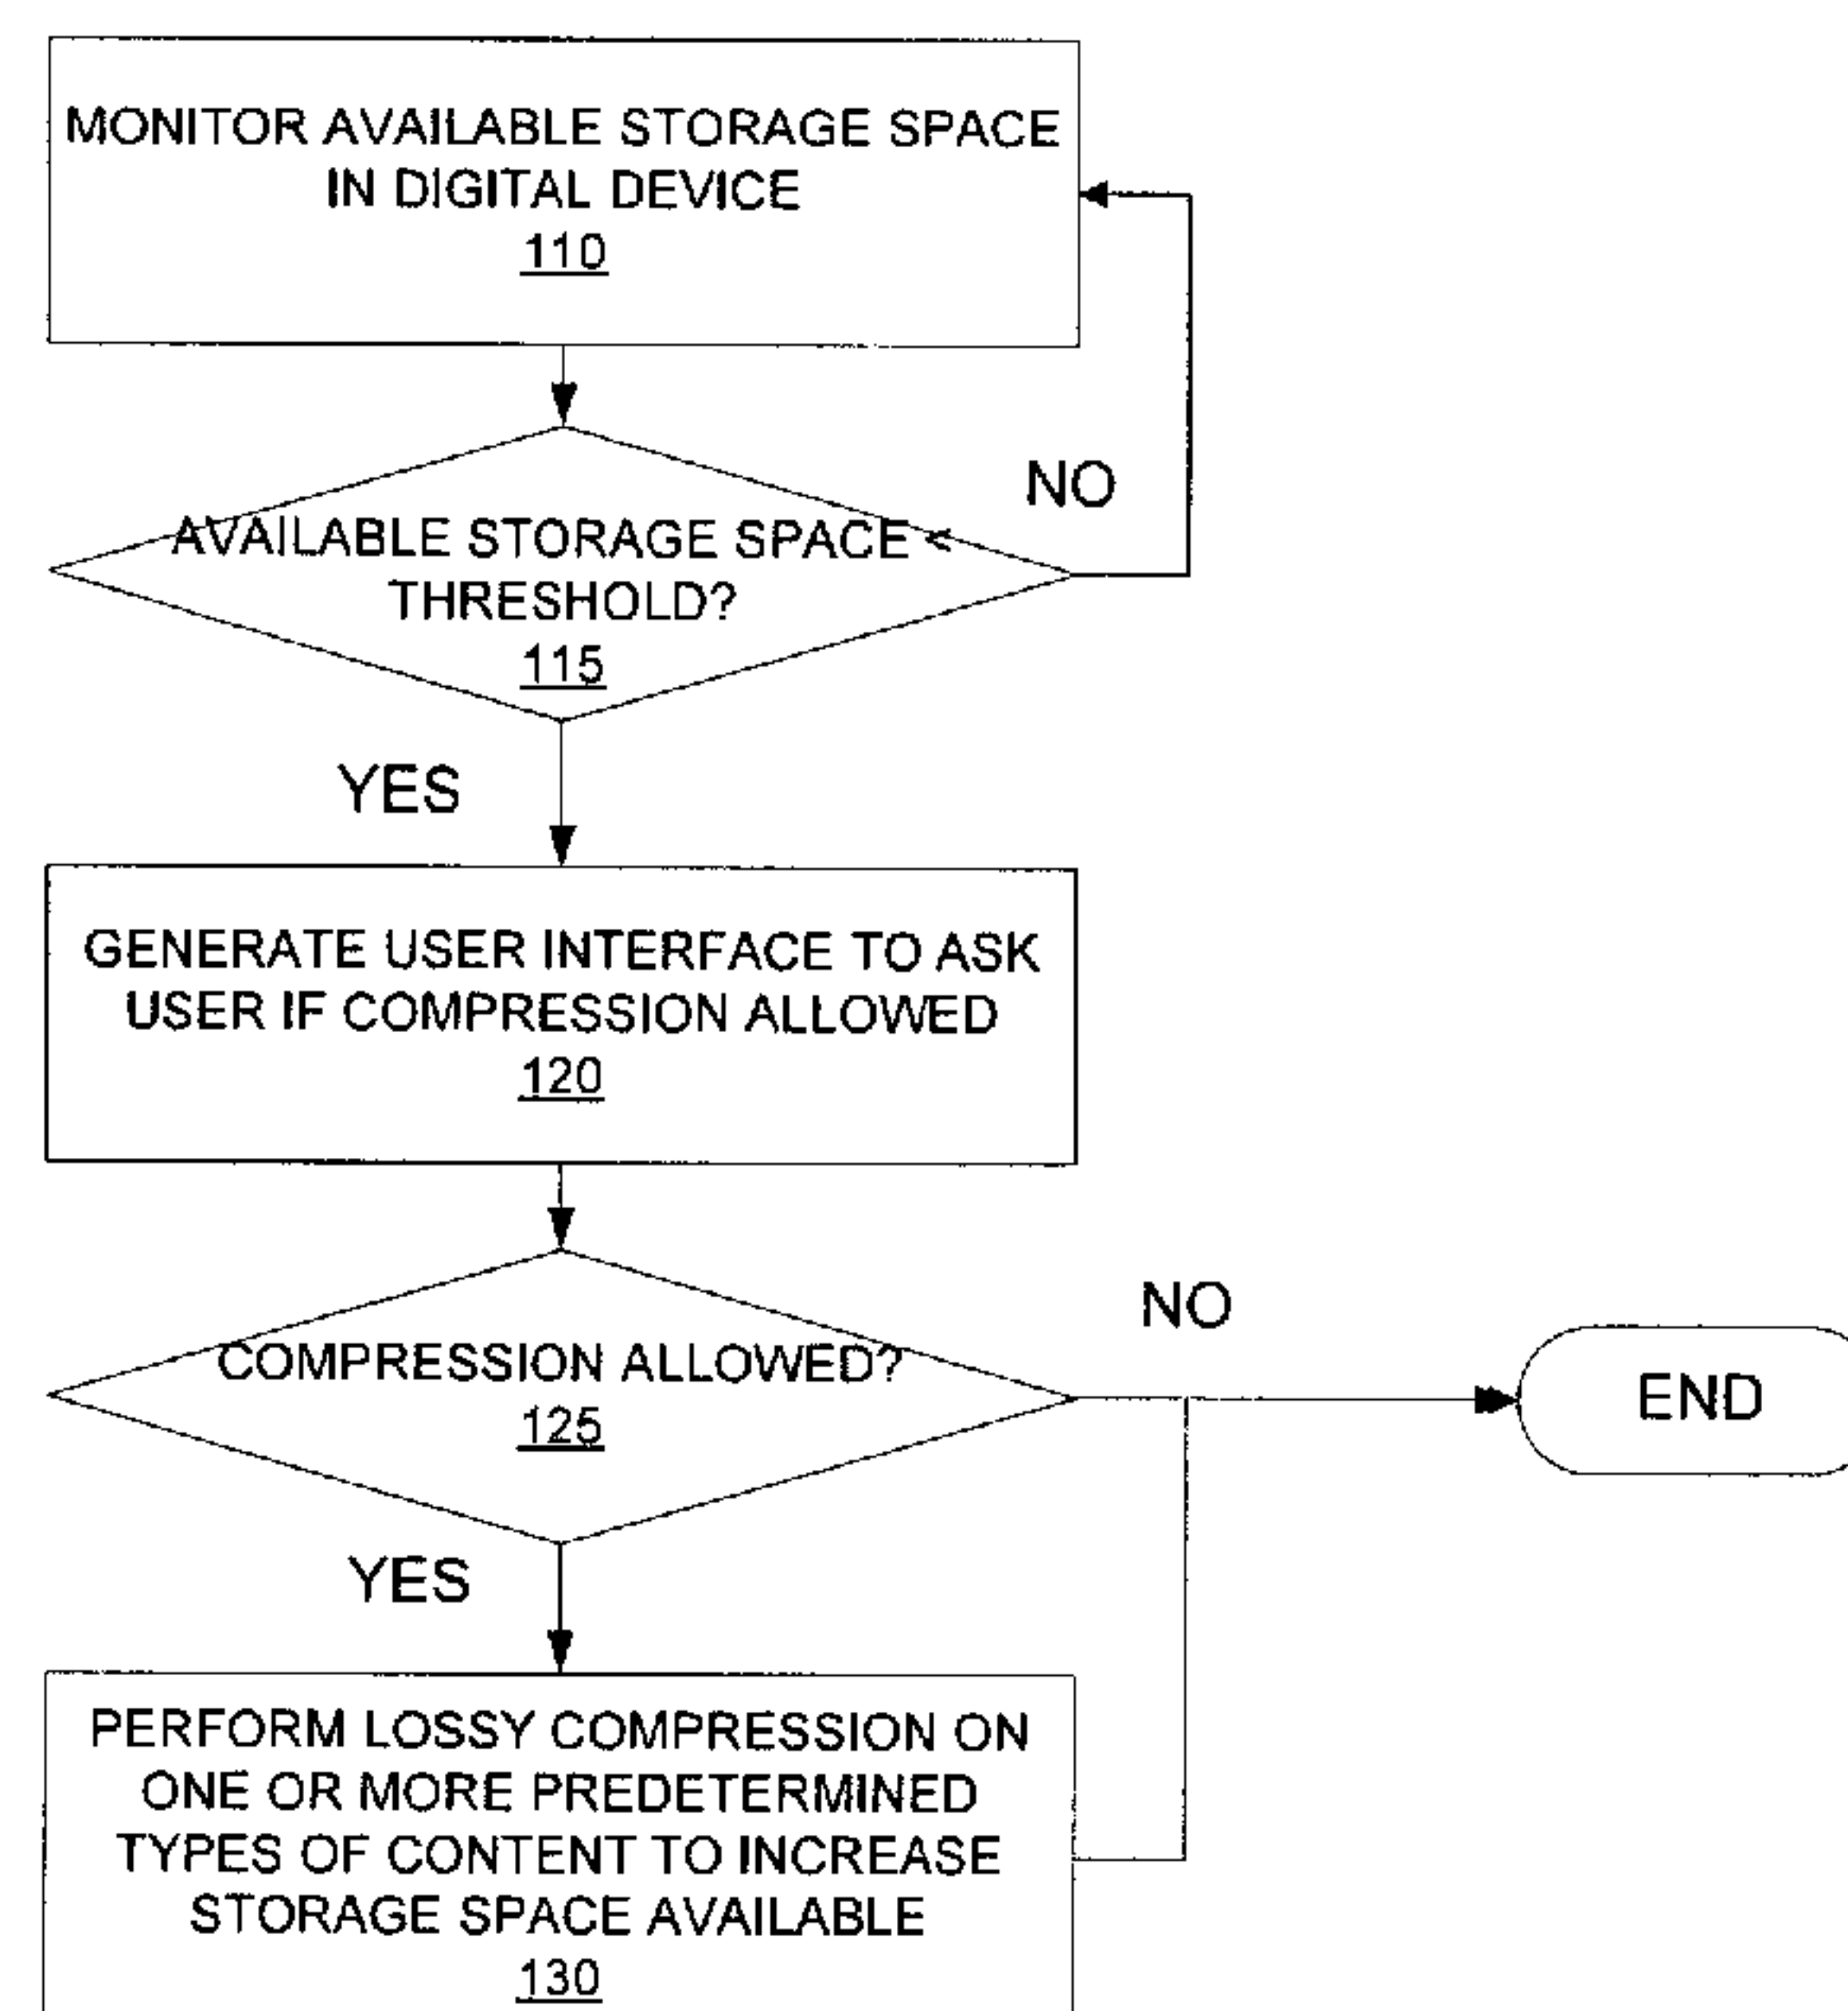 MONITOR AVAILABLE STORAGE SPACE
IN DIGITAL DEVICE
110
NO
AVAILABLE STORAGE SPACE <
THRESHOLD?
115
YES
GENERATE USER INTERFACE TO ASK
USER IF COMPRESSION ALLOWED
120
NO
COMPRESSION ALLOWED?
125
END
YES
PERFORM LOSSY COMPRESSION ON
ONE OR MORE PREDETERMINED
TYPES OF CONTENT TO INCREASE
STORAGE SPACE AVAILABLE
130